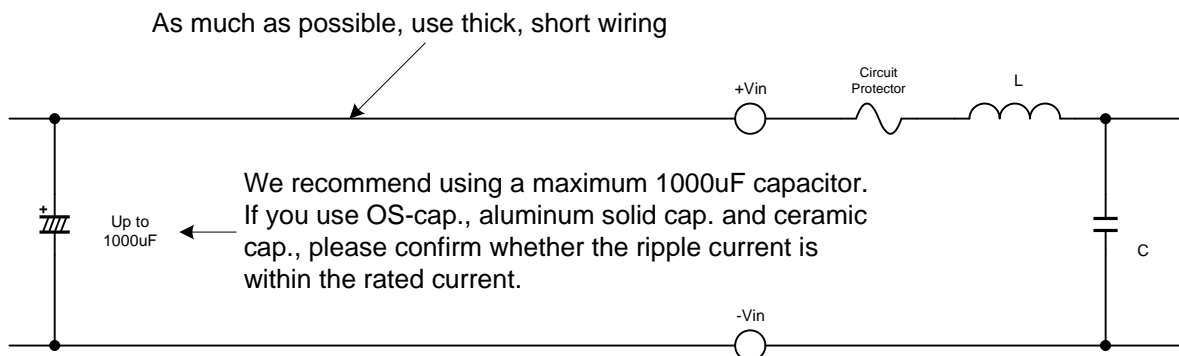 As much as possible, use thick, short wiring
Circuit
Protector
L
+Vin
We recommend using a maximum 1000uF capacitor.
If you use OS-cap., aluminum solid cap. and ceramic
cap., please confirm whether the ripple current is
within the rated current.
+
Up to
1000uF
C
-Vin